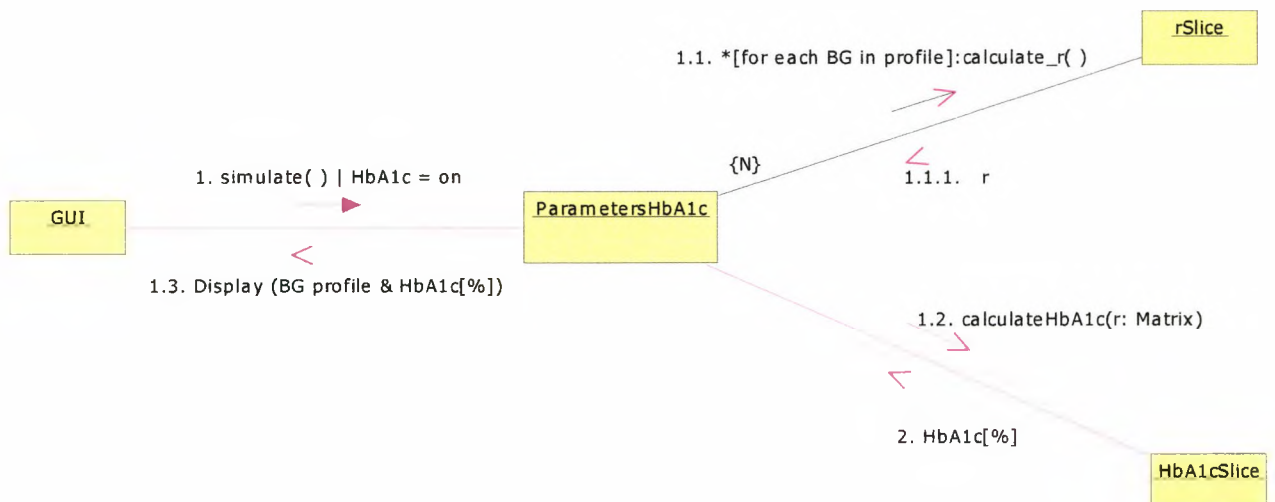 rSlice
1.1. *[for each BG in profile]:calculate_r( )
{N}
1.1.1. r
1. simulate( ) | HbA1c = on
GUI
ParametersHbA1c
1.3. Display (BG profile & HbA1c[%])
1.2. calculateHbA1c(r: Matrix)
2. HbA1c[%]
HbA1cSlice